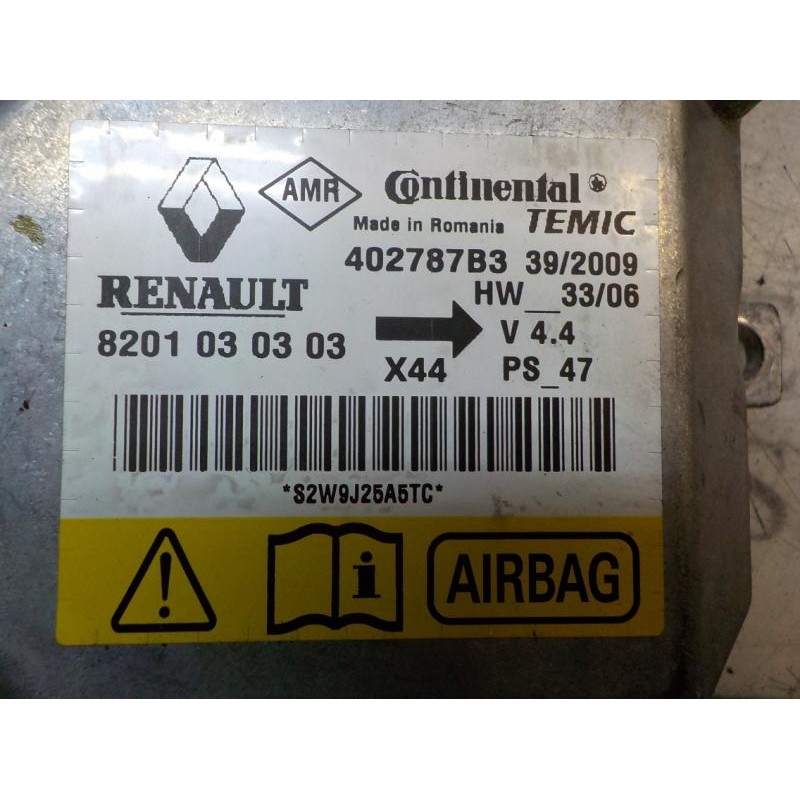 AMR Continental
Made in Romania TEMIC
402787B3 39/2009
RENAULT HW__33/06
8201 03 03 03 V 4.4
X44 PS_47
*S2W9J25A5TC*
! i AIRBAG